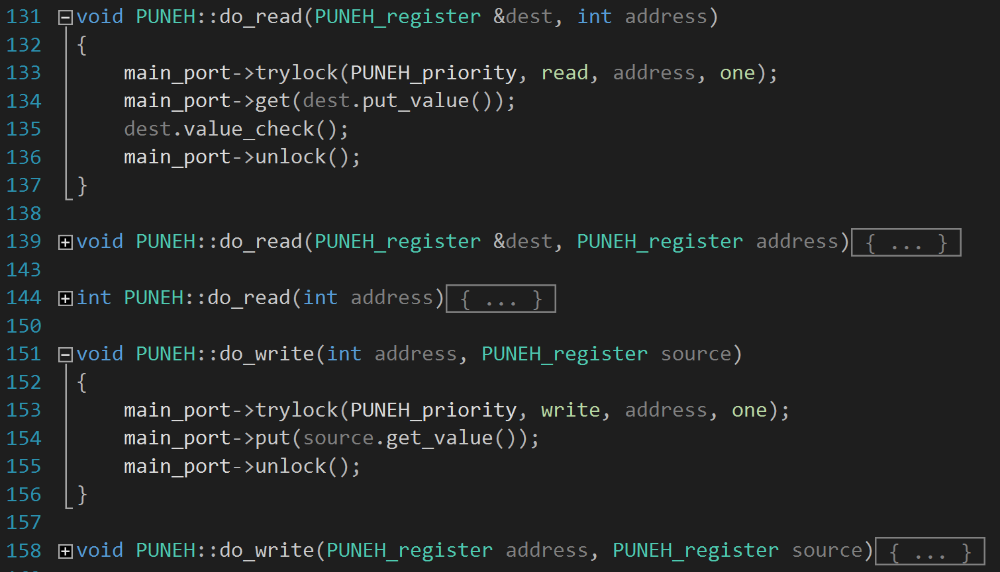 131 void PUNEH::do_read(PUNEH_register &dest, int address)
132 {
133 main_port->trylock(PUNEH_priority, read, address, one);
134 main_port->get(dest.put_value());
135 dest.value_check();
136 main_port->unlock();
137 }
138
139 void PUNEH::do_read(PUNEH_register &dest, PUNEH_register address){ ... }
143
144 int PUNEH::do_read(int address){ ... }
150
151 void PUNEH::do_write(int address, PUNEH_register source)
152 {
153 main_port->trylock(PUNEH_priority, write, address, one);
154 main_port->put(source.get_value());
155 main_port->unlock();
156 }
157
158 void PUNEH::do_write(PUNEH_register address, PUNEH_register source){ ... }